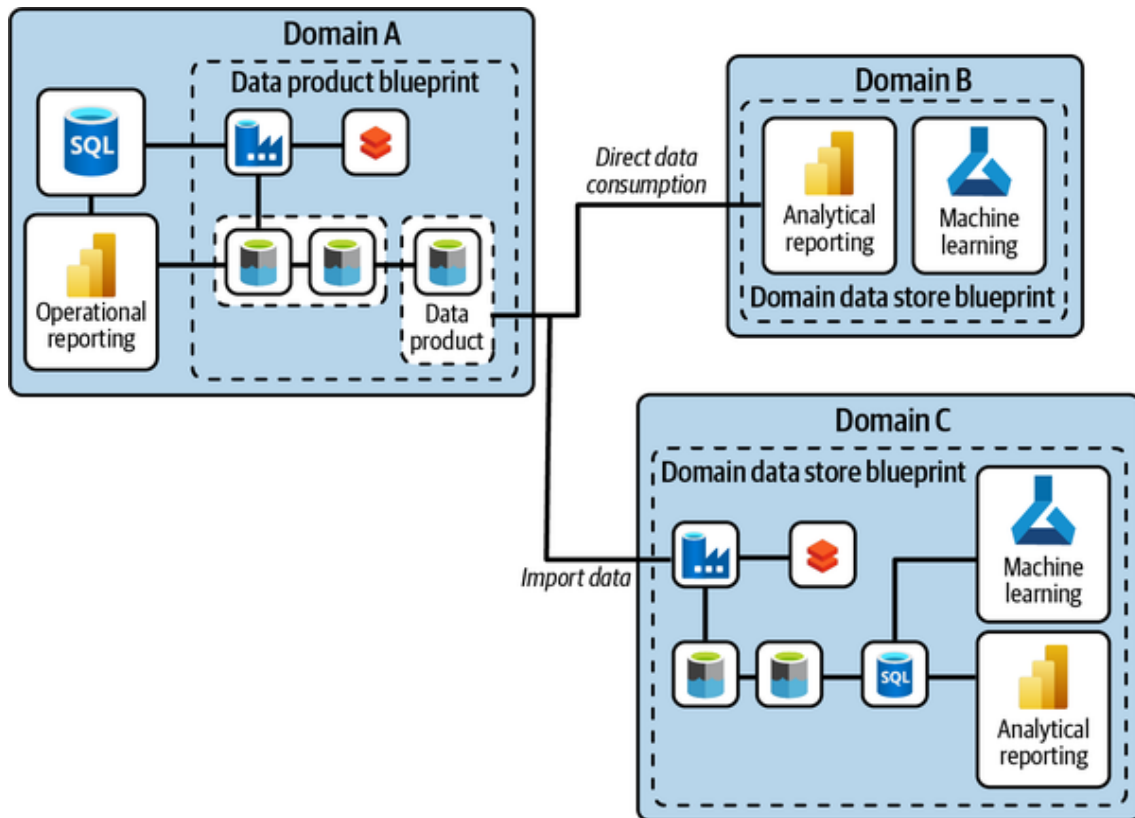 Domain A
Data product blueprint
SQL
Operational
reporting
Data
product
Direct data
consumption
Domain B
Analytical
reporting
Machine
learning
Domain data store blueprint
Import data
Domain C
Domain data store blueprint
Machine
learning
SQL
Analytical
reporting